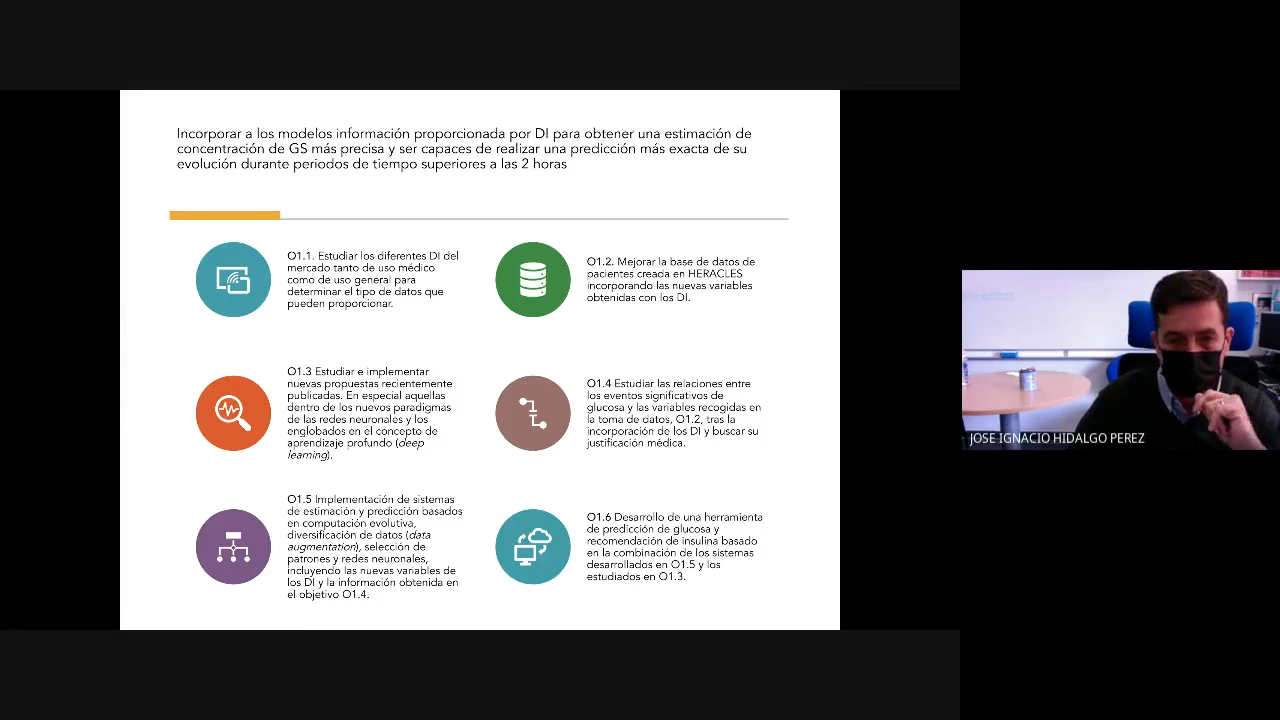 Incorporar a los modelos información proporcionada por DI para obtener una estimación de
concentración de GS más precisa y ser capaces de realizar una predicción más exacta de su
evolución durante periodos de tiempo superiores a las 2 horas
O1.1. Estudiar los diferentes DI del
mercado tanto de uso médico
como de uso general para
determinar el tipo de datos que
pueden proporcionar.
O1.2. Mejorar la base de datos de
pacientes creada en HERACLES
incorporando las nuevas variables
obtenidas con los DI.
O1.3 Estudiar e implementar
nuevas propuestas recientemente
publicadas. En especial aquellas
dentro de los nuevos paradigmas
de las redes neuronales y los
englobados en el concepto de
aprendizaje profundo (deep
learning).
O1.4 Estudiar las relaciones entre
los eventos significativos de
glucosa y las variables recogidas en
la toma de datos, O1.2, tras la
incorporación de los DI y buscar su
justificación médica.
O1.5 Implementación de sistemas
de estimación y predicción basados
en computación evolutiva,
diversificación de datos (data
augmentation), selección de
patrones y redes neuronales,
incluyendo las nuevas variables de
los DI y la información obtenida en
el objetivo O1.4.
O1.6 Desarrollo de una herramienta
de predicción de glucosa y
recomendación de insulina basado
en la combinación de los sistemas
desarrollados en O1.5 y los
estudiados en O1.3.
JOSE IGNACIO HIDALGO PEREZ